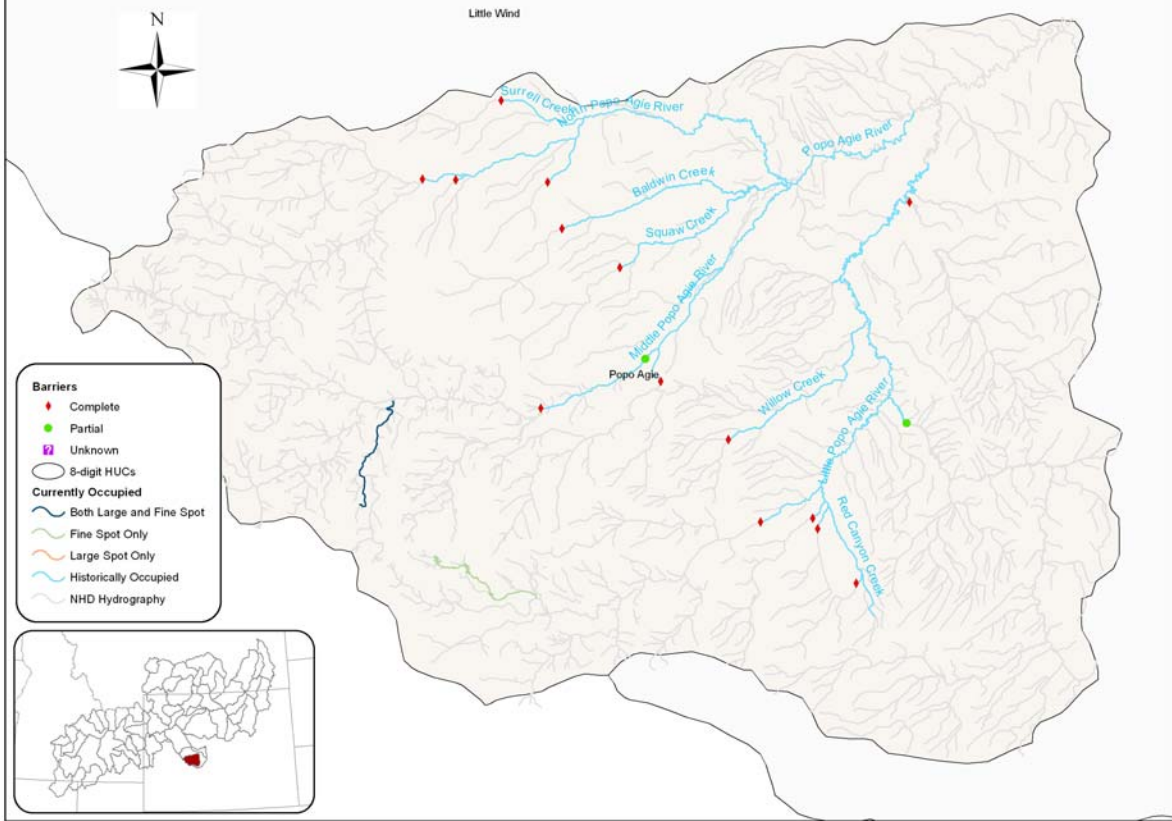 Little Wind
N
Surrell Creek
North Papo Agie River
Popo Agie River
Baldwin Creek
Squaw Creek
Middle Popo Agie River
Popo Agie
Willow Creek
Little Popo Agie River
Red Canyon Creek
Barriers
Complete
Partial
?
Unknown
8-digit HUCs
Currently Occupied
Both Large and Fine Spot
Fine Spot Only
Large Spot Only
Historically Occupied
NHD Hydrography